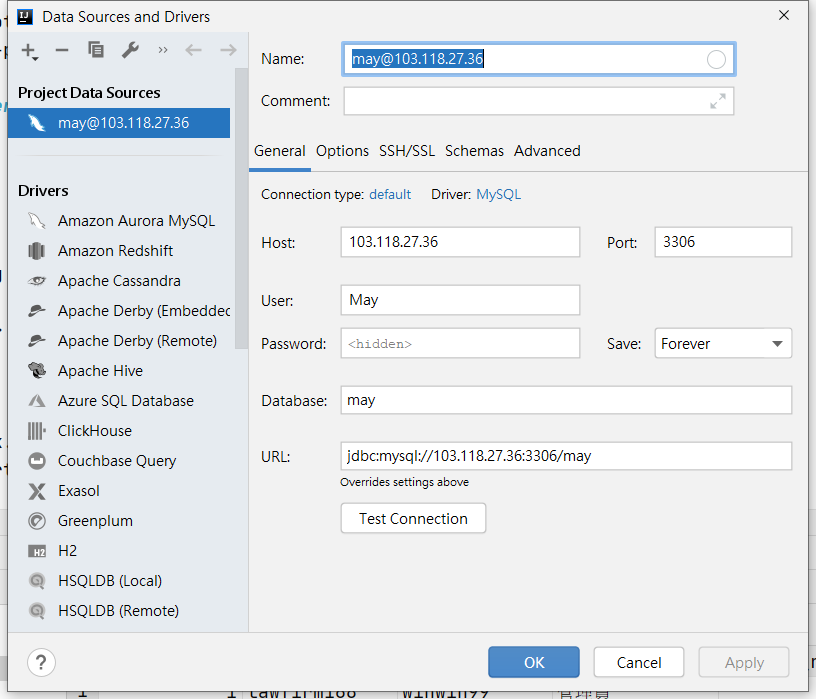 Data Sources and Drivers
Name: may@103.118.27.36
Comment:
Project Data Sources
may@103.118.27.36
Drivers
Amazon Aurora MySQL
Amazon Redshift
Apache Cassandra
Apache Derby (Embedded
Apache Derby (Remote)
Apache Hive
Azure SQL Database
ClickHouse
Couchbase Query
Exasol
Greenplum
H2
HSQLDB (Local)
HSQLDB (Remote)
General Options SSH/SSL Schemas Advanced
Connection type: default Driver: MySQL
Host: 103.118.27.36 Port: 3306
User: May
Password: <hidden> Save: Forever
Database: may
URL: jdbc:mysql://103.118.27.36:3306/may
Overrides settings above
Test Connection
? OK Cancel Apply